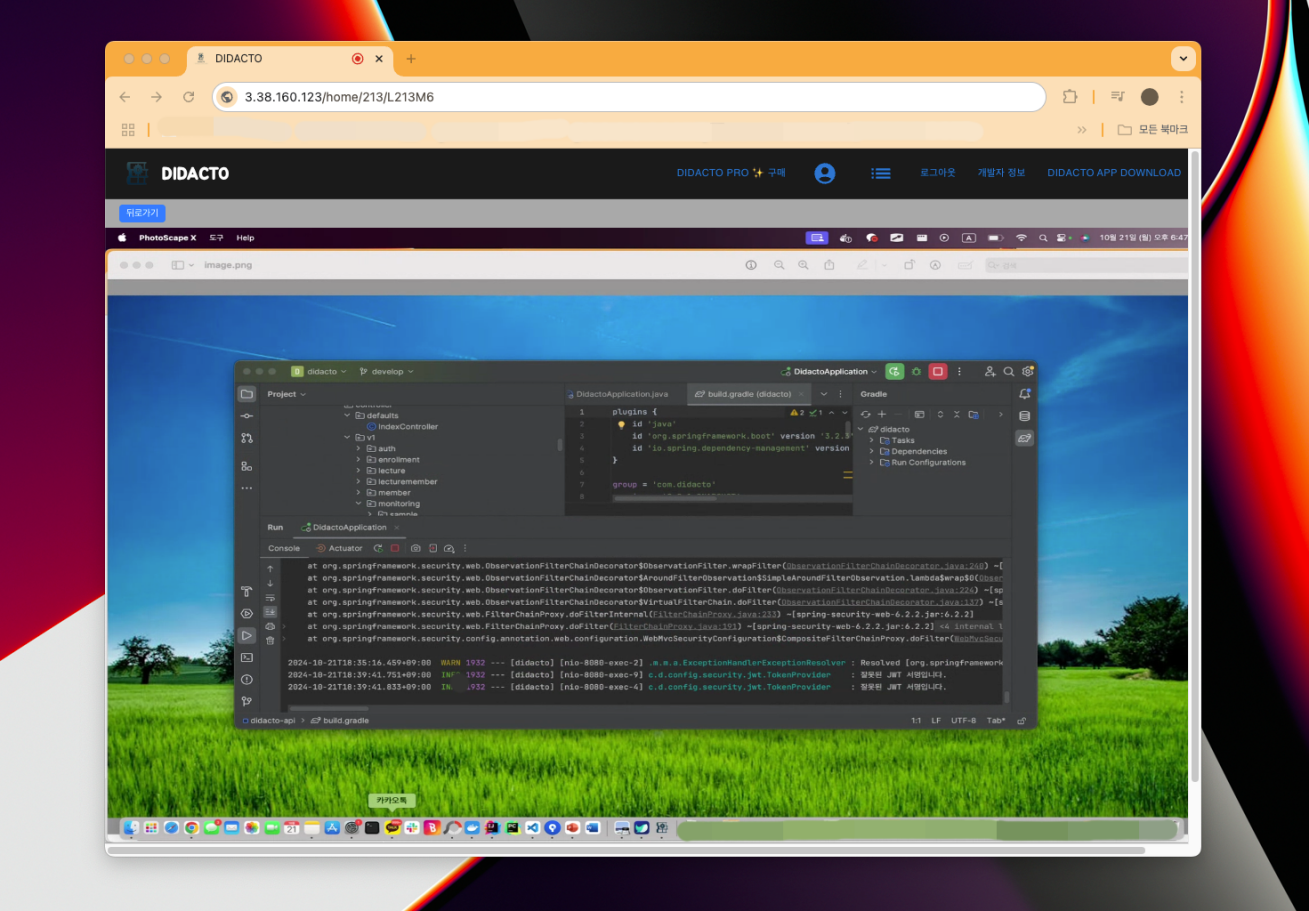 DIDACTO
3.38.160.123/home/213/L213M6
모든 북마크
DIDACTO
DIDACTO PRO ✨ 구매
로그아웃
개발자 정보
DIDACTO APP DOWNLOAD
뒤로가기
PhotoScape X 도구 Help
10월 21일 (월) 오후 6:47
image.png
검색
didacto
develop
DidactoApplication
Project
DidactoApplication.java
build.gradle (didacto)
Gradle
defaults
IndexController
v1
auth
enrollment
lecture
lecturemember
member
monitoring
sample
1 plugins {
2 id 'java'
3 id 'org.springframework.boot' version '3.2.3'
4 id 'io.spring.dependency-management' version
5 }
6
7 group = 'com.didacto'
8
2 1
didacto
Tasks
Dependencies
Run Configurations
Run DidactoApplication
Console Actuator
at org.springframework.security.web.ObservationFilterChainDecorator$ObservationFilter.wrapFilter(ObservationFilterChainDecorator.java:240) ~[
at org.springframework.security.web.ObservationFilterChainDecorator$AroundFilterObservation$SimpleAroundFilterObservation.lambda$wrap$0(Obser
at org.springframework.security.web.ObservationFilterChainDecorator$ObservationFilter.doFilter(ObservationFilterChainDecorator.java:224) ~[sp
at org.springframework.security.web.ObservationFilterChainDecorator$VirtualFilterChain.doFilter(ObservationFilterChainDecorator.java:137) ~[s
at org.springframework.security.web.FilterChainProxy.doFilterInternal(FilterChainProxy.java:233) ~[spring-security-web-6.2.2.jar:6.2.2]
at org.springframework.security.web.FilterChainProxy.doFilter(FilterChainProxy.java:191) ~[spring-security-web-6.2.2.jar:6.2.2] <4 internal
at org.springframework.security.config.annotation.web.configuration.WebMvcSecurityConfiguration$CompositeFilterChainProxy.doFilter(WebMvcSecu
2024-10-21T18:35:16.459+09:00 WARN 1932 --- [didacto] [nio-8080-exec-2] .m.m.a.ExceptionHandlerExceptionResolver : Resolved [org.springframework
2024-10-21T18:39:41.751+09:00 1932 --- [didacto] [nio-8080-exec-9] c.d.config.security.jwt.TokenProvider : 잘못된 JWT 서명입니다.
2024-10-21T18:39:41.833+09:00 --- [didacto] [nio-8080-exec-4] c.d.config.security.jwt.TokenProvider : 잘못된 JWT 서명입니다.
didacto-api > build.gradle
1:1 LF UTF-8 Tab*
카카오톡
21